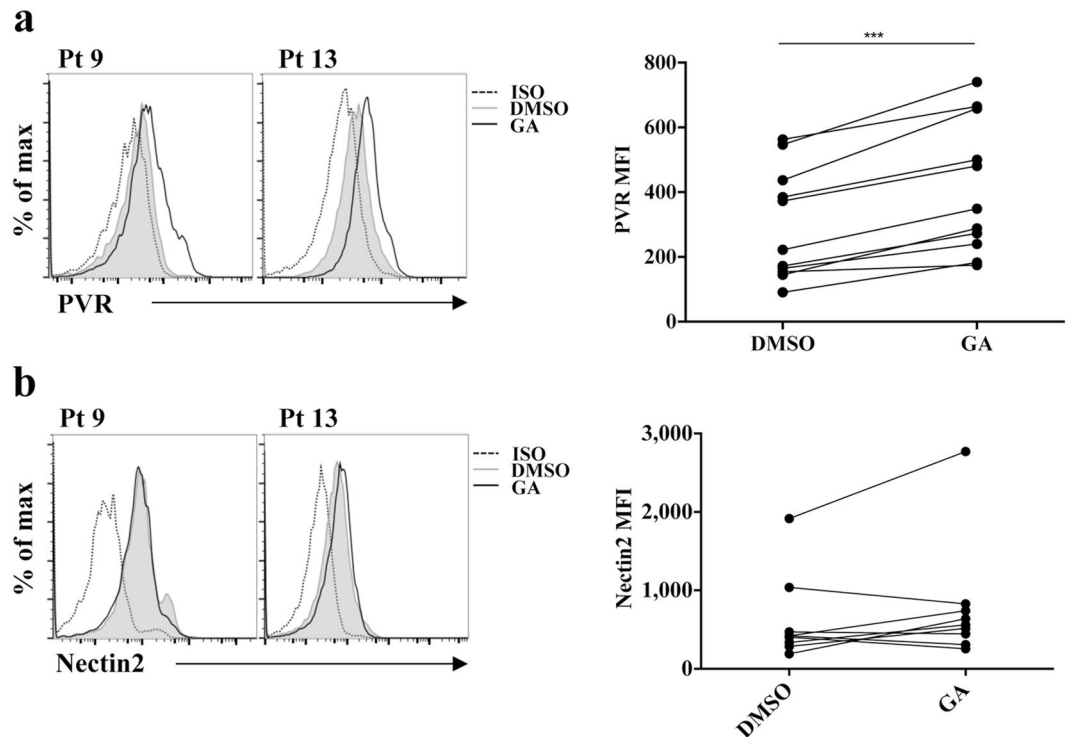 a
Pt 9
Pt 13
ISO
DMSO
GA
% of max
PVR
***
800
600
400
200
0
PVR MFI
DMSO
GA
b
Pt 9
Pt 13
ISO
DMSO
GA
% of max
Nectin2
3,000
2,000
1,000
0
Nectin2 MFI
DMSO
GA